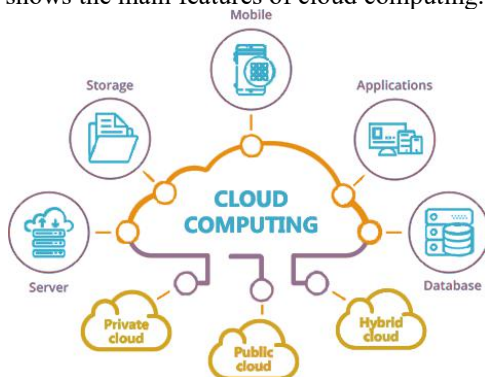 shows the main features of cloud computing.
Mobile
Storage
Applications
CLOUD
COMPUTING
Server
Database
Private
cloud
Public
cloud
Hybrid
cloud